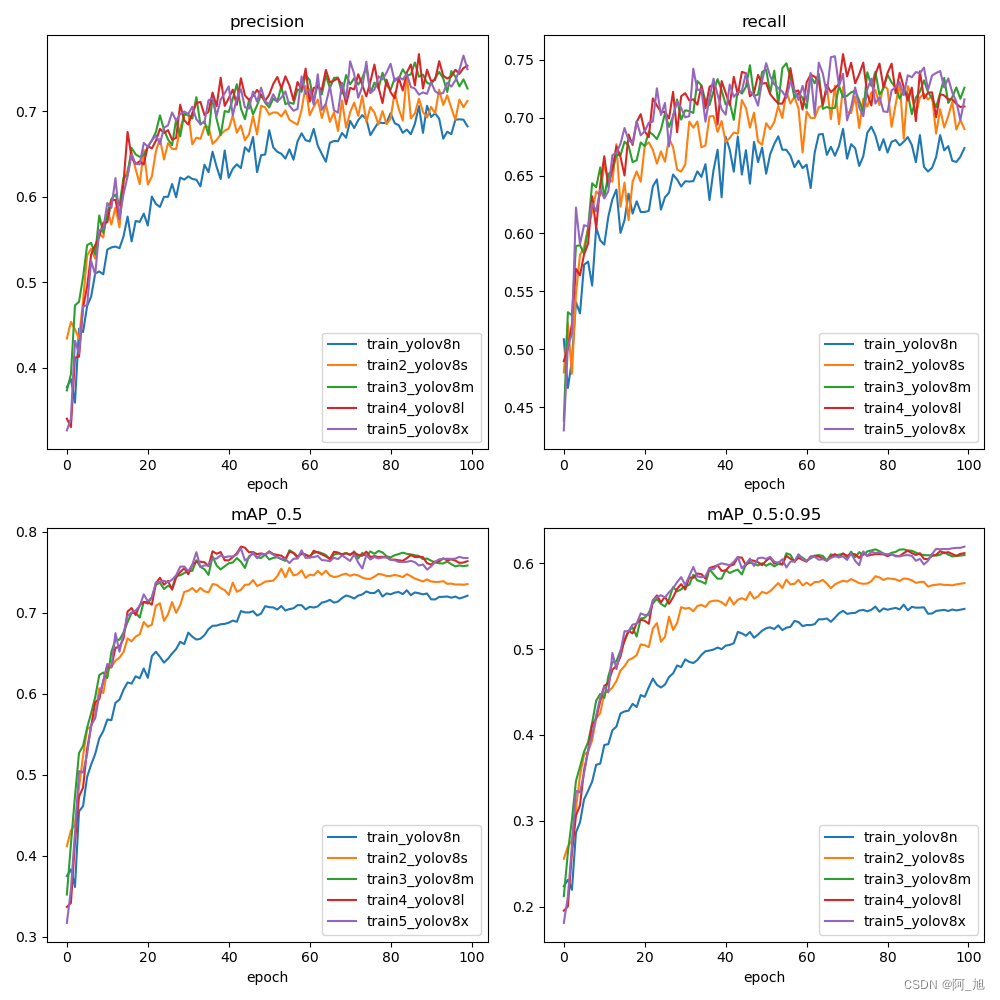 precision
0.7
0.6
0.5
0.4
train_yolov8n
train2_yolov8s
train3_yolov8m
train4_yolov8l
train5_yolov8x
0 20 40 60 80 100
epoch
recall
0.75
0.70
0.65
0.60
0.55
0.50
0.45
train_yolov8n
train2_yolov8s
train3_yolov8m
train4_yolov8l
train5_yolov8x
0 20 40 60 80 100
epoch
mAP_0.5
0.8
0.7
0.6
0.5
0.4
0.3
train_yolov8n
train2_yolov8s
train3_yolov8m
train4_yolov8l
train5_yolov8x
0 20 40 60 80 100
epoch
mAP_0.5:0.95
0.6
0.5
0.4
0.3
0.2
train_yolov8n
train2_yolov8s
train3_yolov8m
train4_yolov8l
train5_yolov8x
0 20 40 60 80 100
epoch
CSDN @阿_旭